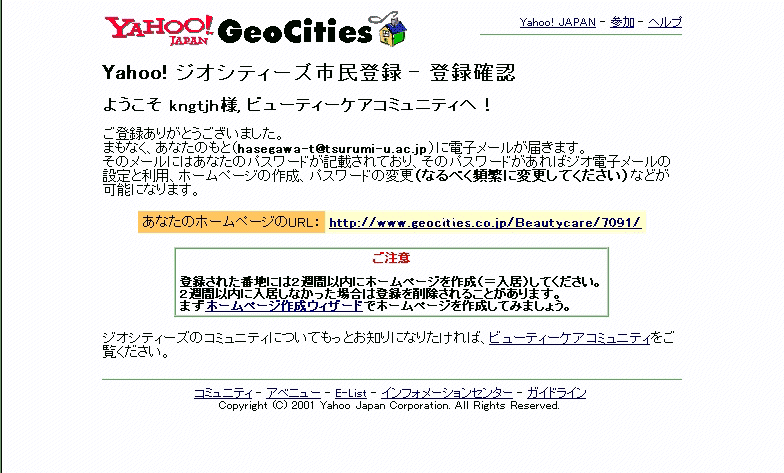 YAHOO! JAPAN GeoCities
Yahoo! JAPAN - 参加 - ヘルプ
Yahoo! ジオシティーズ市民登録 - 登録確認
ようこそ kngtjh様, ビューティーケアコミュニティへ！
ご登録ありがとうございました。
まもなく、あなたのもと(hasegawa-t@tsurumi-u.ac.jp)に電子メールが届きます。
そのメールにはあなたのパスワードが記載されており、そのパスワードがあればジオ電子メールの
設定と利用、ホームページの作成、パスワードの変更(なるべく頻繁に変更してください)などが
可能になります。
あなたのホームページのURL： http://www.geocities.co.jp/Beautycare/7091/
ご注意
登録された番地には2週間以内にホームページを作成(＝入居)してください。
2週間以内に入居しなかった場合は登録を削除されることがあります。
まずホームページ作成ウィザードでホームページを作成してみましょう。
ジオシティーズのコミュニティについてもっとお知りになりたければ、ビューティーケアコミュニティをご
覧ください。
コミュニティ - アベニュー - E-List - インフォメーションセンター - ガイドライン
Copyright (C) 2001 Yahoo Japan Corporation. All Rights Reserved.